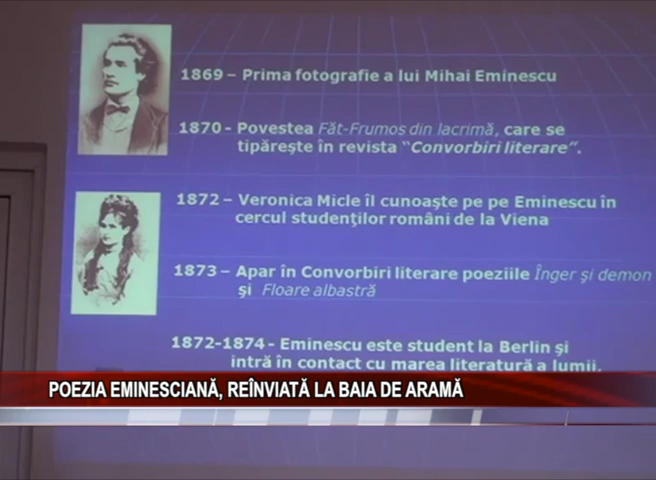 1869 – Prima fotografie a lui Mihai Eminescu
1870 - Povestea Făt-Frumos din lacrimă, care se
tipăreşte în revista "Convorbiri literare".
1872 – Veronica Micle îl cunoaşte pe pe Eminescu în
cercul studenţilor români de la Viena
1873 – Apar în Convorbiri literare poeziile Înger şi demon
şi Floare albastră
1872-1874 - Eminescu este student la Berlin şi
intră în contact cu marea literatură a lumii.
POEZIA EMINESCIANĂ, REÎNVIATĂ LA BAIA DE ARAMĂ